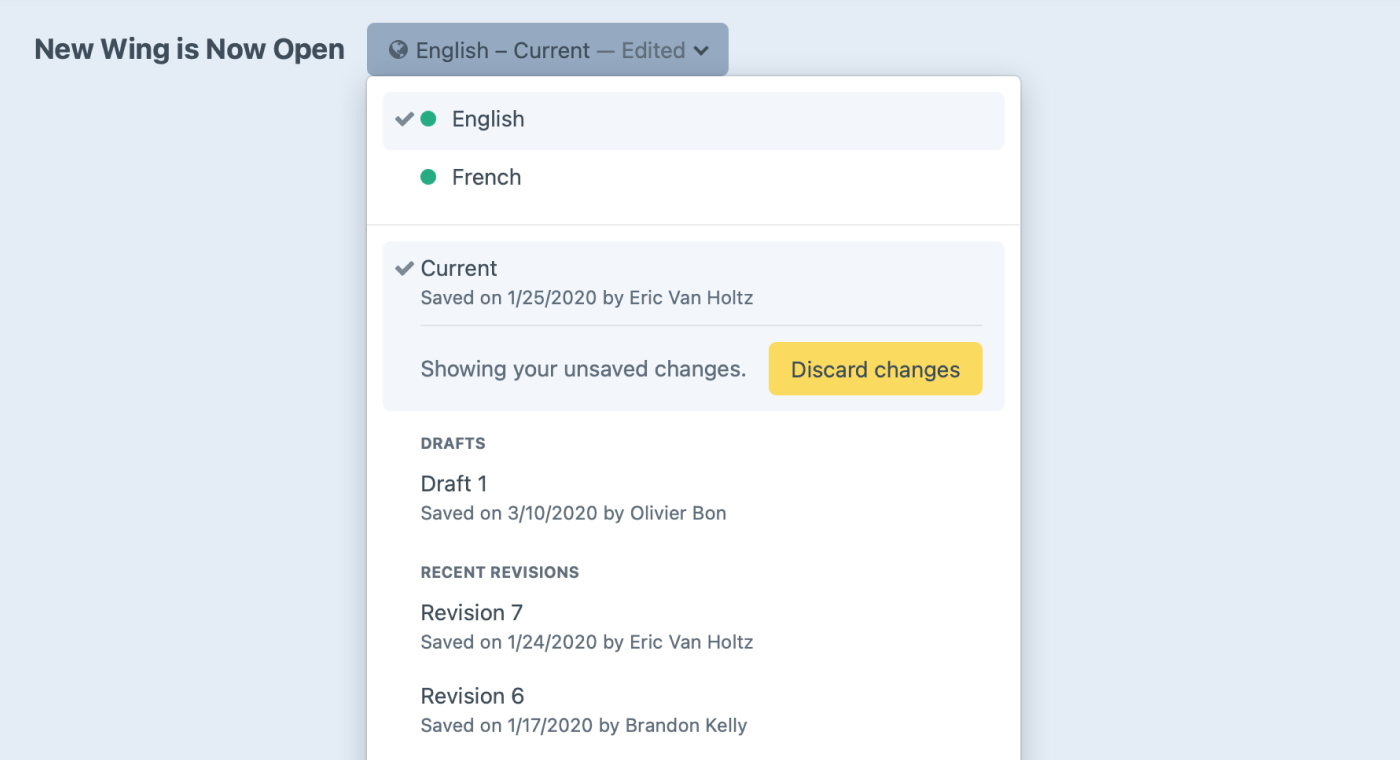 New Wing is Now Open
English – Current — Edited
English
French
Current
Saved on 1/25/2020 by Eric Van Holtz
Showing your unsaved changes.
Discard changes
DRAFTS
Draft 1
Saved on 3/10/2020 by Olivier Bon
RECENT REVISIONS
Revision 7
Saved on 1/24/2020 by Eric Van Holtz
Revision 6
Saved on 1/17/2020 by Brandon Kelly